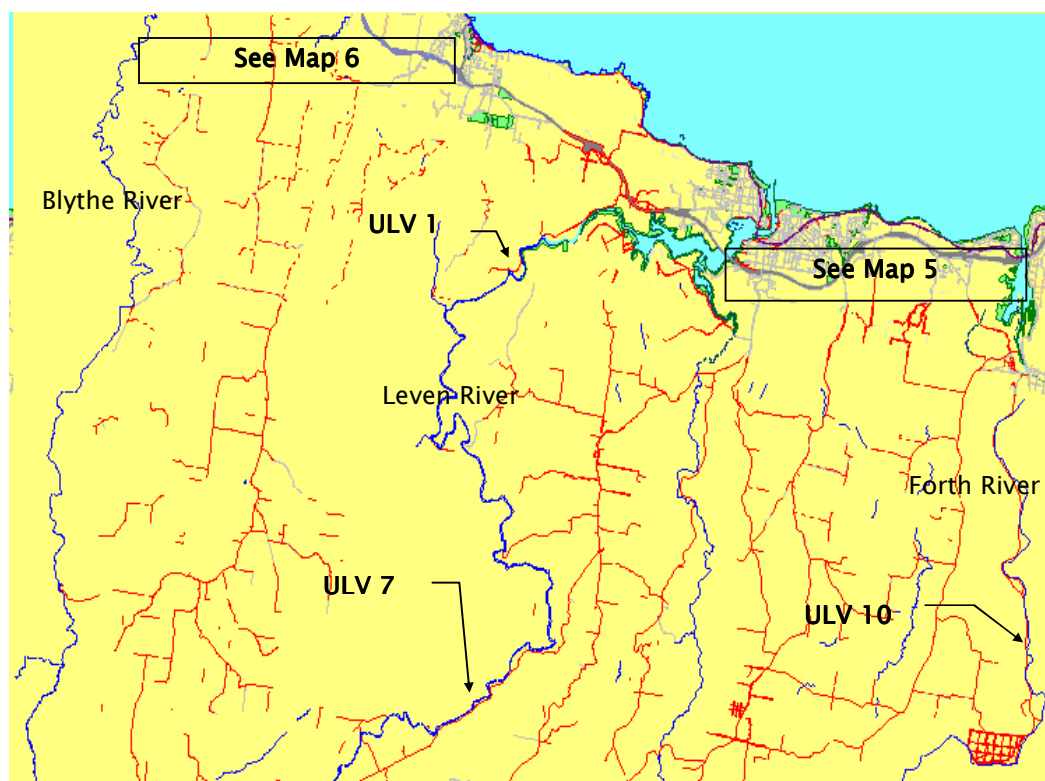 See Map 6
Blythe River
ULV 1
See Map 5
Leven River
Forth River
ULV 7
ULV 10